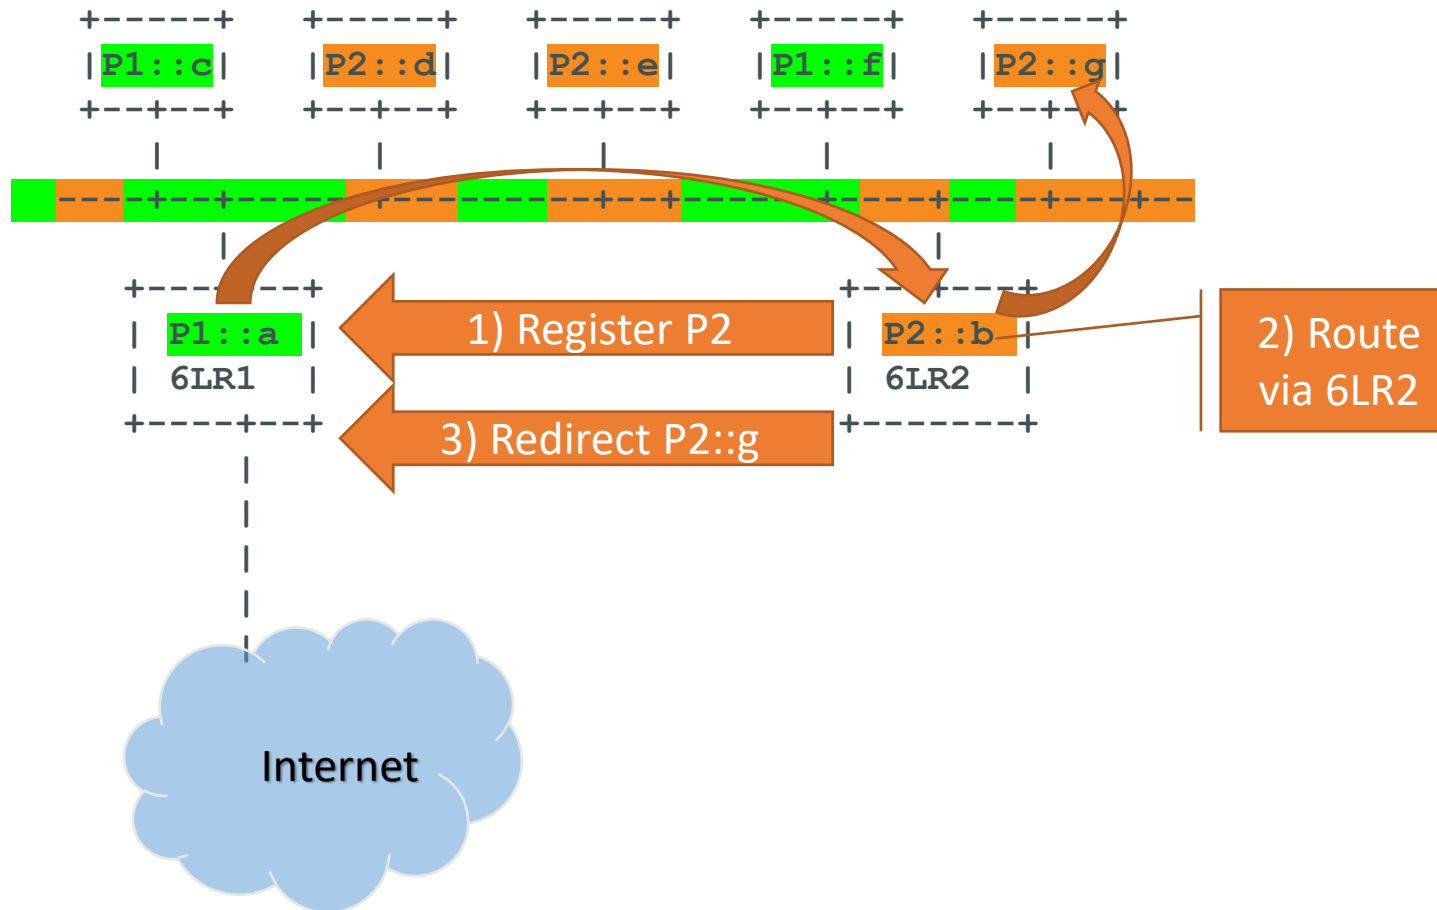 P1::c
P2::d
P2::e
P1::f
P2::g
P1::a
6LR1
1) Register P2
3) Redirect P2::g
P2::b
6LR2
2) Route
via 6LR2
Internet